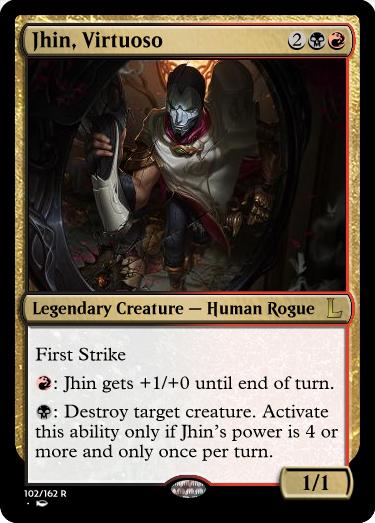 Jhin, Virtuoso 2
Legendary Creature — Human Rogue L
First Strike
: Jhin gets +1/+0 until end of turn.
: Destroy target creature. Activate
this ability only if Jhin's power is 4 or
more and only once per turn.
1/1
102/162 R